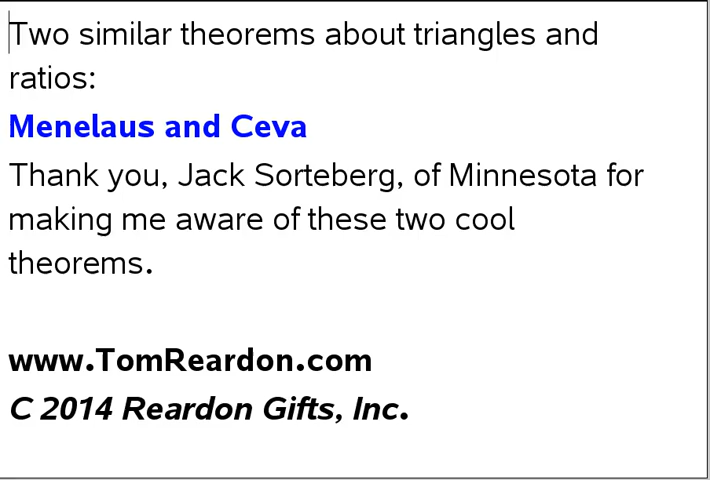 Two similar theorems about triangles and
ratios:
Menelaus and Ceva
Thank you, Jack Sorteberg, of Minnesota for
making me aware of these two cool
theorems.
www.TomReardon.com
C 2014 Reardon Gifts, Inc.